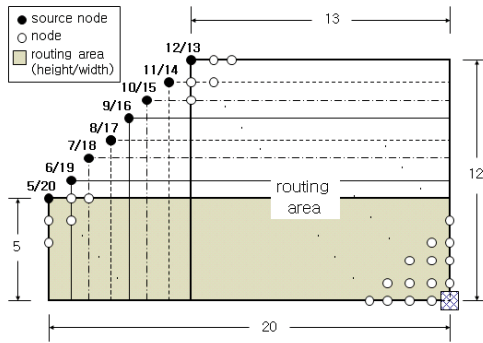 source node
node
routing area
(height/width)
13
12/13
11/14
10/15
9/16
8/17
7/18
6/19
5/20
12
routing
area
5
20